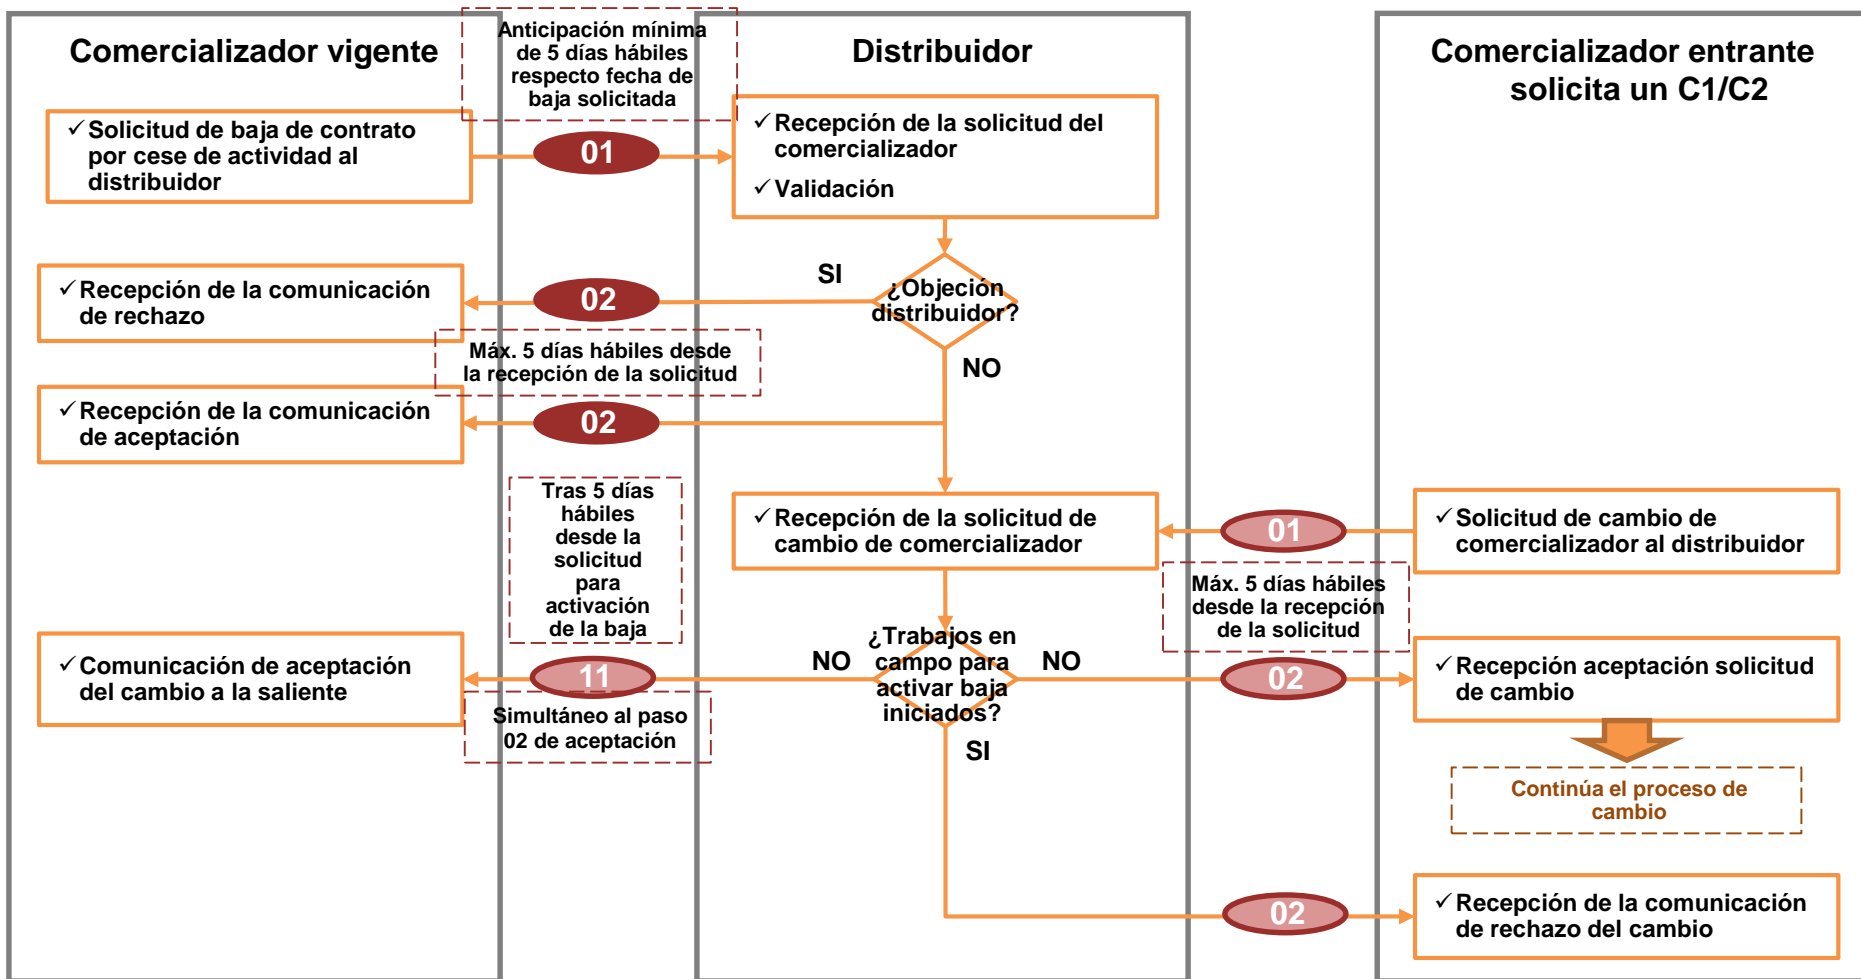 Comercializador vigente
Anticipación mínima
de 5 días hábiles
respecto fecha de
baja solicitada
Distribuidor
Comercializador entrante
solicita un C1/C2
✓ Solicitud de baja de contrato
por cese de actividad al
distribuidor
01
✓ Recepción de la solicitud del
comercializador
✓ Validación
SI
¿Objeción
distribuidor?
NO
02
✓ Recepción de la comunicación
de rechazo
Máx. 5 días hábiles desde
la recepción de la solicitud
✓ Recepción de la comunicación
de aceptación
02
Tras 5 días
hábiles
desde la
solicitud
para
activación
de la baja
✓ Recepción de la solicitud de
cambio de comercializador
01
✓ Solicitud de cambio de
comercializador al distribuidor
Máx. 5 días hábiles
desde la recepción
de la solicitud
✓ Comunicación de aceptación
del cambio a la saliente
11
Simultáneo al paso
02 de aceptación
NO
¿Trabajos en
campo para
activar baja
iniciados?
NO
SI
02
✓ Recepción aceptación solicitud
de cambio
Continúa el proceso de
cambio
02
✓ Recepción de la comunicación
de rechazo del cambio